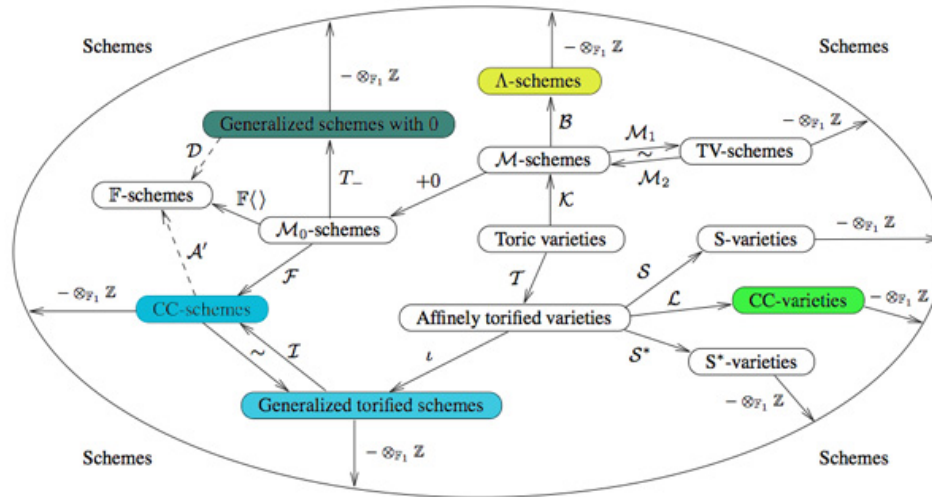 Schemes
Schemes
− ⊗_{𝔽₁} ℤ
− ⊗_{𝔽₁} ℤ
Λ-schemes
− ⊗_{𝔽₁} ℤ
Generalized schemes with 0
ℬ
ℳ₁
𝒟
ℳ-schemes
∼
TV-schemes
ℳ₂
+0
T₋
𝔽-schemes
𝔽⟨⟩
𝒦
ℳ₀-schemes
Toric varieties
S-varieties
− ⊗_{𝔽₁} ℤ
𝒜′
ℱ
𝒯
𝒮
− ⊗_{𝔽₁} ℤ
CC-schemes
ℒ
CC-varieties
− ⊗_{𝔽₁} ℤ
Affinely torified varieties
∼
ℐ
ι
𝒮*
S*-varieties
Generalized torified schemes
− ⊗_{𝔽₁} ℤ
− ⊗_{𝔽₁} ℤ
Schemes
Schemes